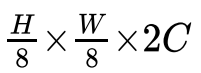 H/8 × W/8 × 2C